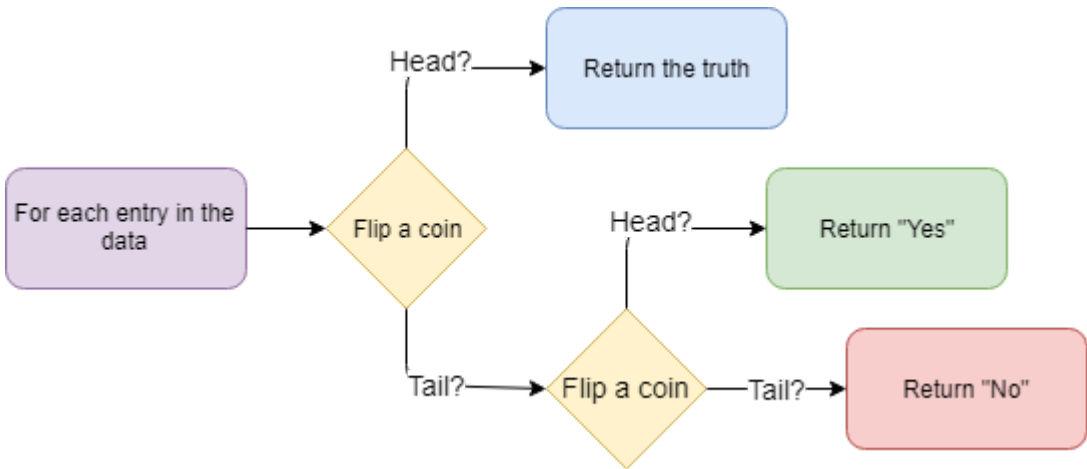 Head?
Return the truth
For each entry in the
data
Flip a coin
Head?
Return "Yes"
Tail?
Flip a coin
Tail?
Return "No"